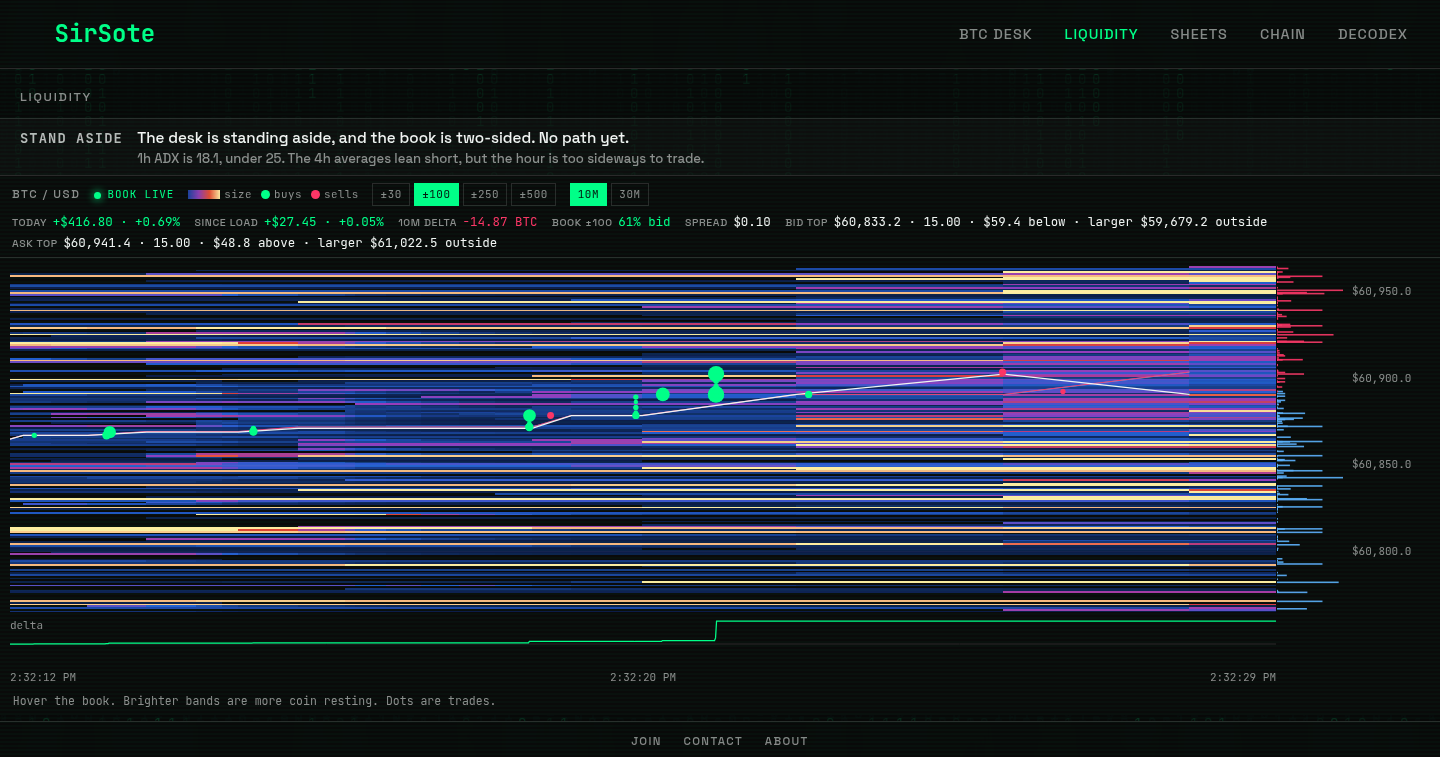 SirSote
BTC DESK LIQUIDITY SHEETS CHAIN DECODEX
LIQUIDITY
STAND ASIDE The desk is standing aside, and the book is two-sided. No path yet.
1h ADX is 18.1, under 25. The 4h averages lean short, but the hour is too sideways to trade.
BTC / USD BOOK LIVE size buys sells ±30 ±100 ±250 ±500 10M 30M
TODAY +$416.80 · +0.69% SINCE LOAD +$27.45 · +0.05% 10M DELTA -14.87 BTC BOOK ±100 61% bid SPREAD $0.10 BID TOP $60,833.2 · 15.00 · $59.4 below · larger $59,679.2 outside
ASK TOP $60,941.4 · 15.00 · $48.8 above · larger $61,022.5 outside
$60,950.0
$60,900.0
$60,850.0
$60,800.0
delta
2:32:12 PM 2:32:20 PM 2:32:29 PM
Hover the book. Brighter bands are more coin resting. Dots are trades.
JOIN CONTACT ABOUT